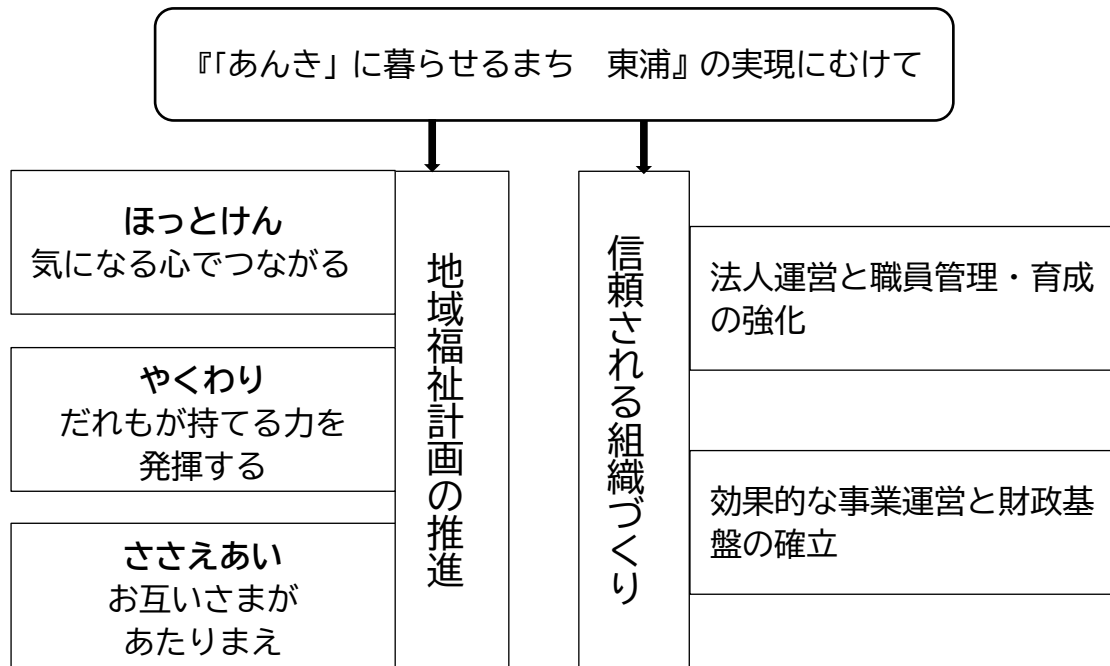 『「あんき」に暮らせるまち　東浦』の実現にむけて
ほっとけん
気になる心でつながる
やくわり
だれもが持てる力を
発揮する
ささえあい
お互いさまが
あたりまえ
地域福祉計画の推進
信頼される組織づくり
法人運営と職員管理・育成
の強化
効果的な事業運営と財政基
盤の確立